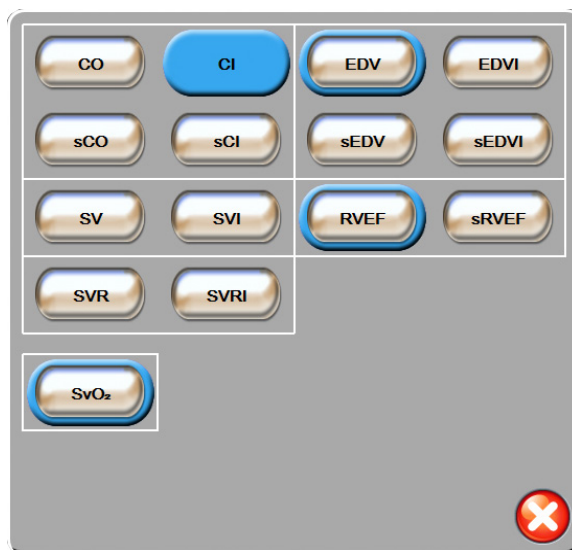 CO CI EDV EDVI
sCO sCI sEDV sEDVI
SV SVI RVEF sRVEF
SVR SVRI
SvO₂